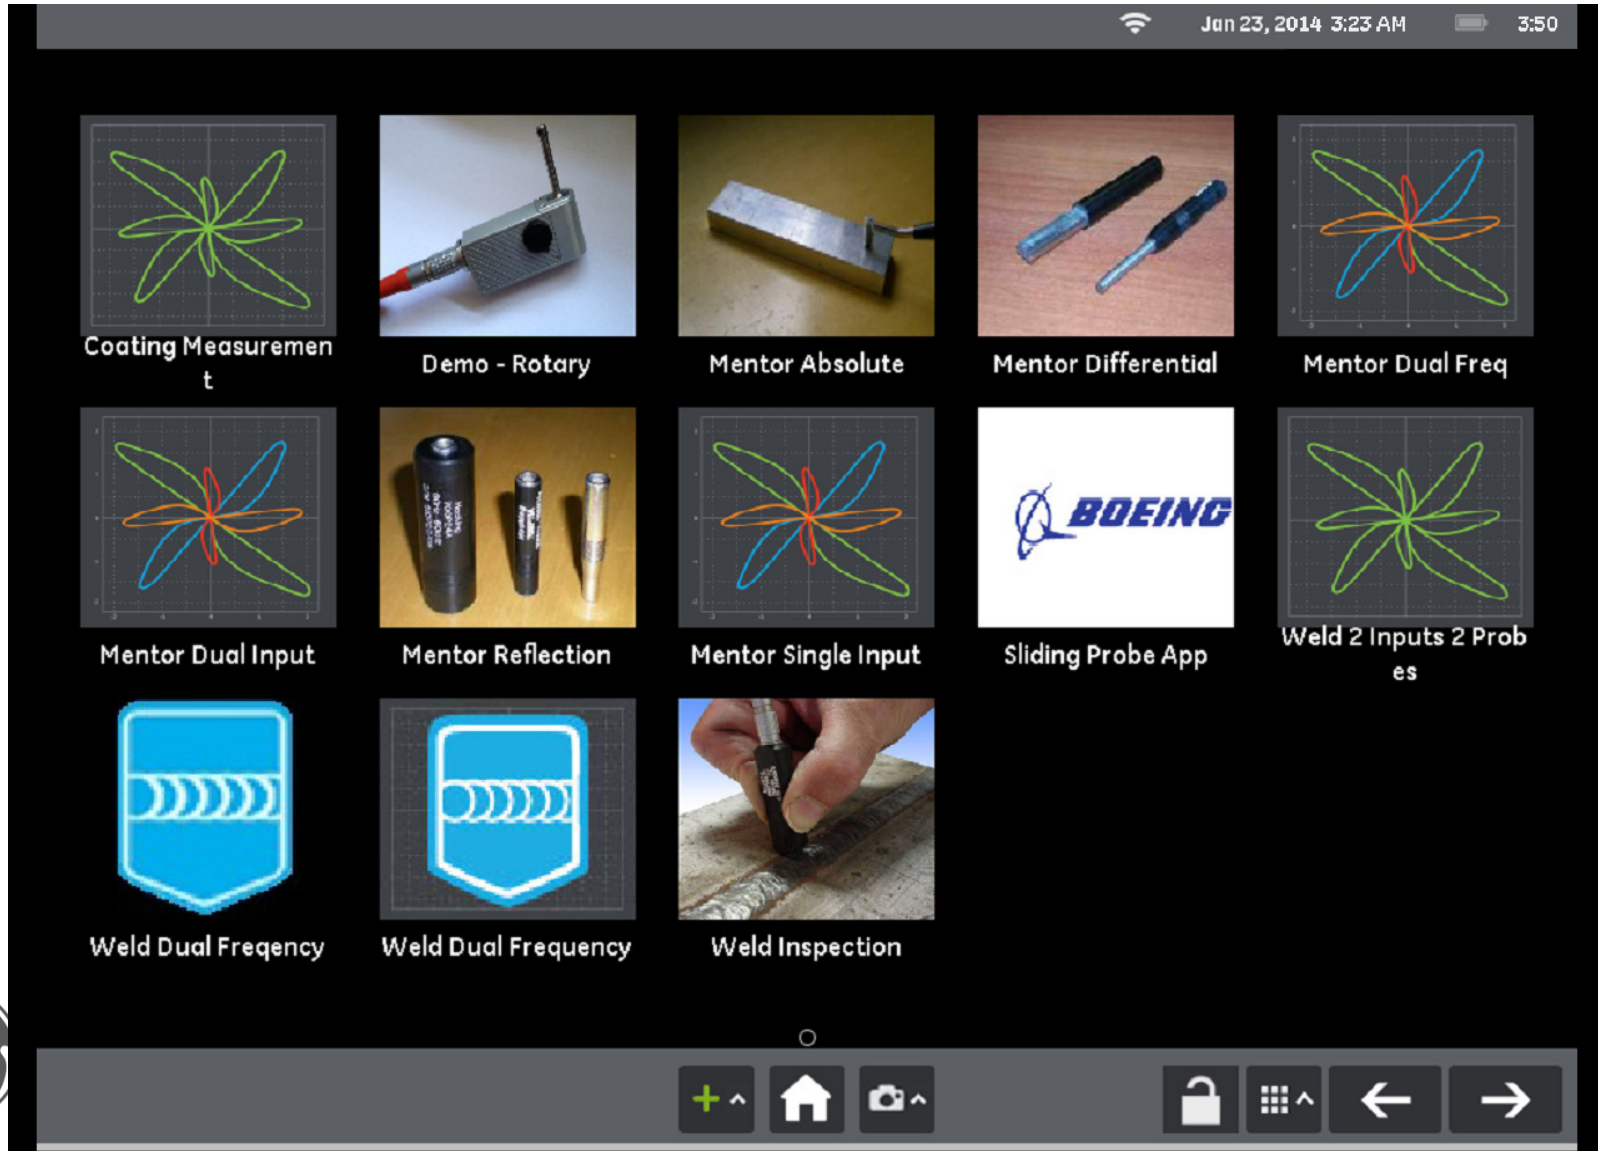 Jan 23, 2014 3:23 AM 3:50
Coating Measuremen
t
Demo - Rotary
Mentor Absolute
Mentor Differential
Mentor Dual Freq
BOEING
Mentor Dual Input
Mentor Reflection
Mentor Single Input
Sliding Probe App
Weld 2 Inputs 2 Prob
es
Weld Dual Freqency
Weld Dual Frequency
Weld Inspection